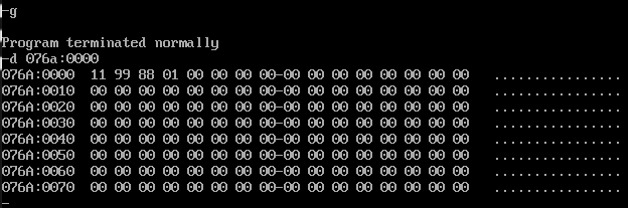 -g
Program terminated normally
-d 076a:0000
076A:0000  11 99 88 01 00 00 00 00-00 00 00 00 00 00 00 00   ................
076A:0010  00 00 00 00 00 00 00 00-00 00 00 00 00 00 00 00   ................
076A:0020  00 00 00 00 00 00 00 00-00 00 00 00 00 00 00 00   ................
076A:0030  00 00 00 00 00 00 00 00-00 00 00 00 00 00 00 00   ................
076A:0040  00 00 00 00 00 00 00 00-00 00 00 00 00 00 00 00   ................
076A:0050  00 00 00 00 00 00 00 00-00 00 00 00 00 00 00 00   ................
076A:0060  00 00 00 00 00 00 00 00-00 00 00 00 00 00 00 00   ................
076A:0070  00 00 00 00 00 00 00 00-00 00 00 00 00 00 00 00   ................
-